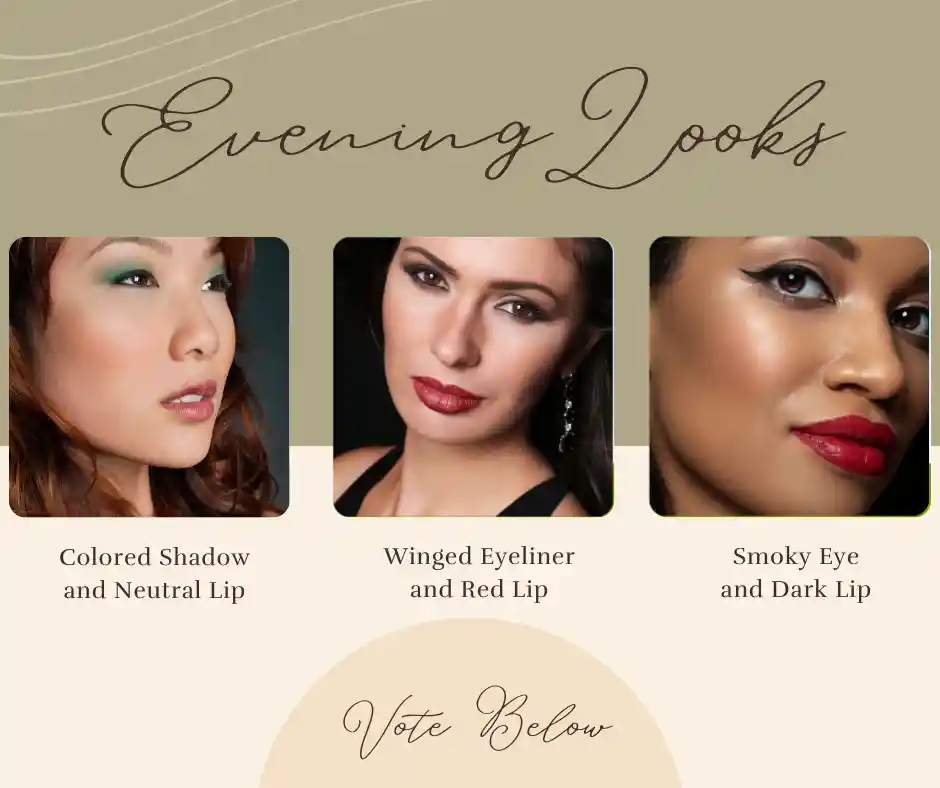 Evening Looks
Colored Shadow
and Neutral Lip
Winged Eyeliner
and Red Lip
Smoky Eye
and Dark Lip
Vote Below